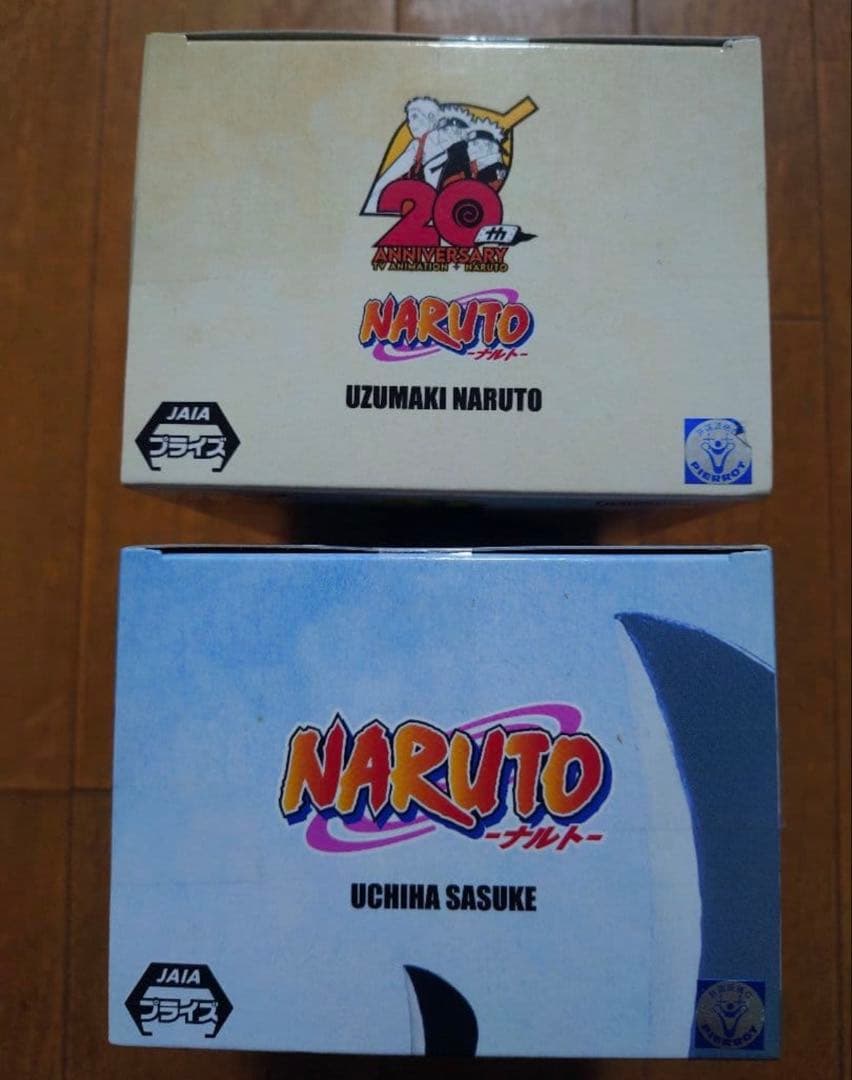 20th
ANNIVERSARY
TV ANIMATION NARUTO
NARUTO
-ナルト-
UZUMAKI NARUTO
JAIA
プライズ
PIERROT
NARUTO
-ナルト-
UCHIHA SASUKE
JAIA
プライズ
PIERROT